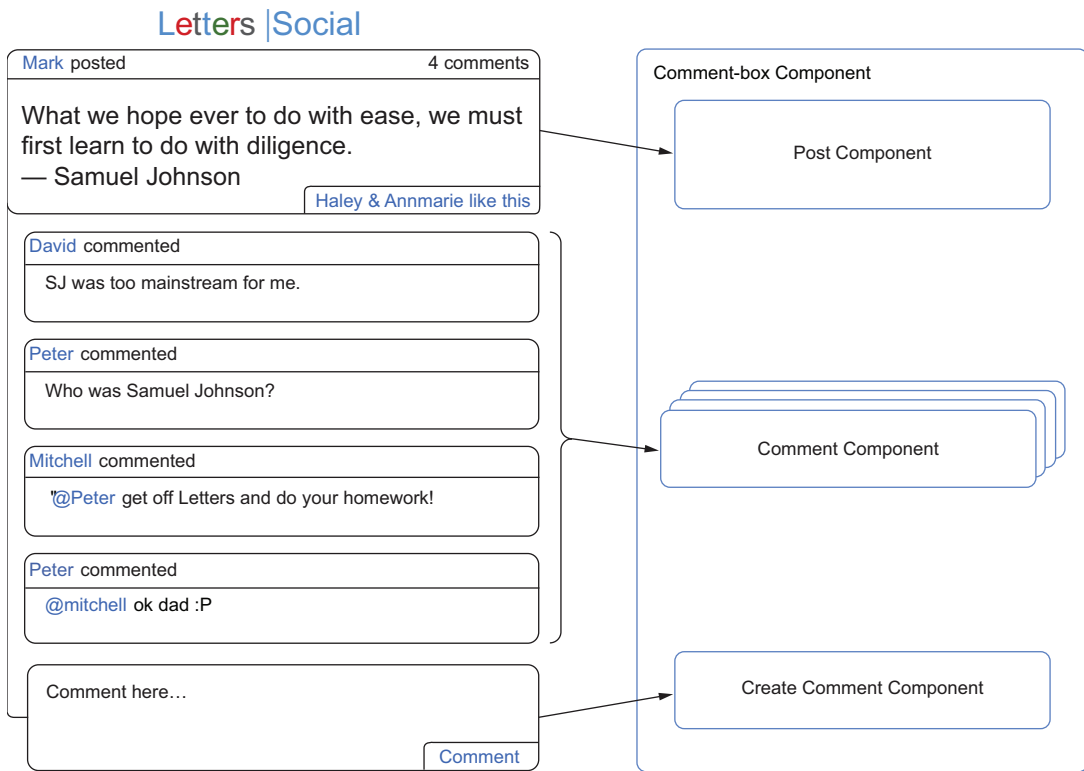 Letters |Social
Mark posted 4 comments
What we hope ever to do with ease, we must
first learn to do with diligence.
— Samuel Johnson
Haley & Annmarie like this
David commented
SJ was too mainstream for me.
Peter commented
Who was Samuel Johnson?
Mitchell commented
"@Peter get off Letters and do your homework!
Peter commented
@mitchell ok dad :P
Comment here…
Comment
Comment-box Component
Post Component
Comment Component
Create Comment Component